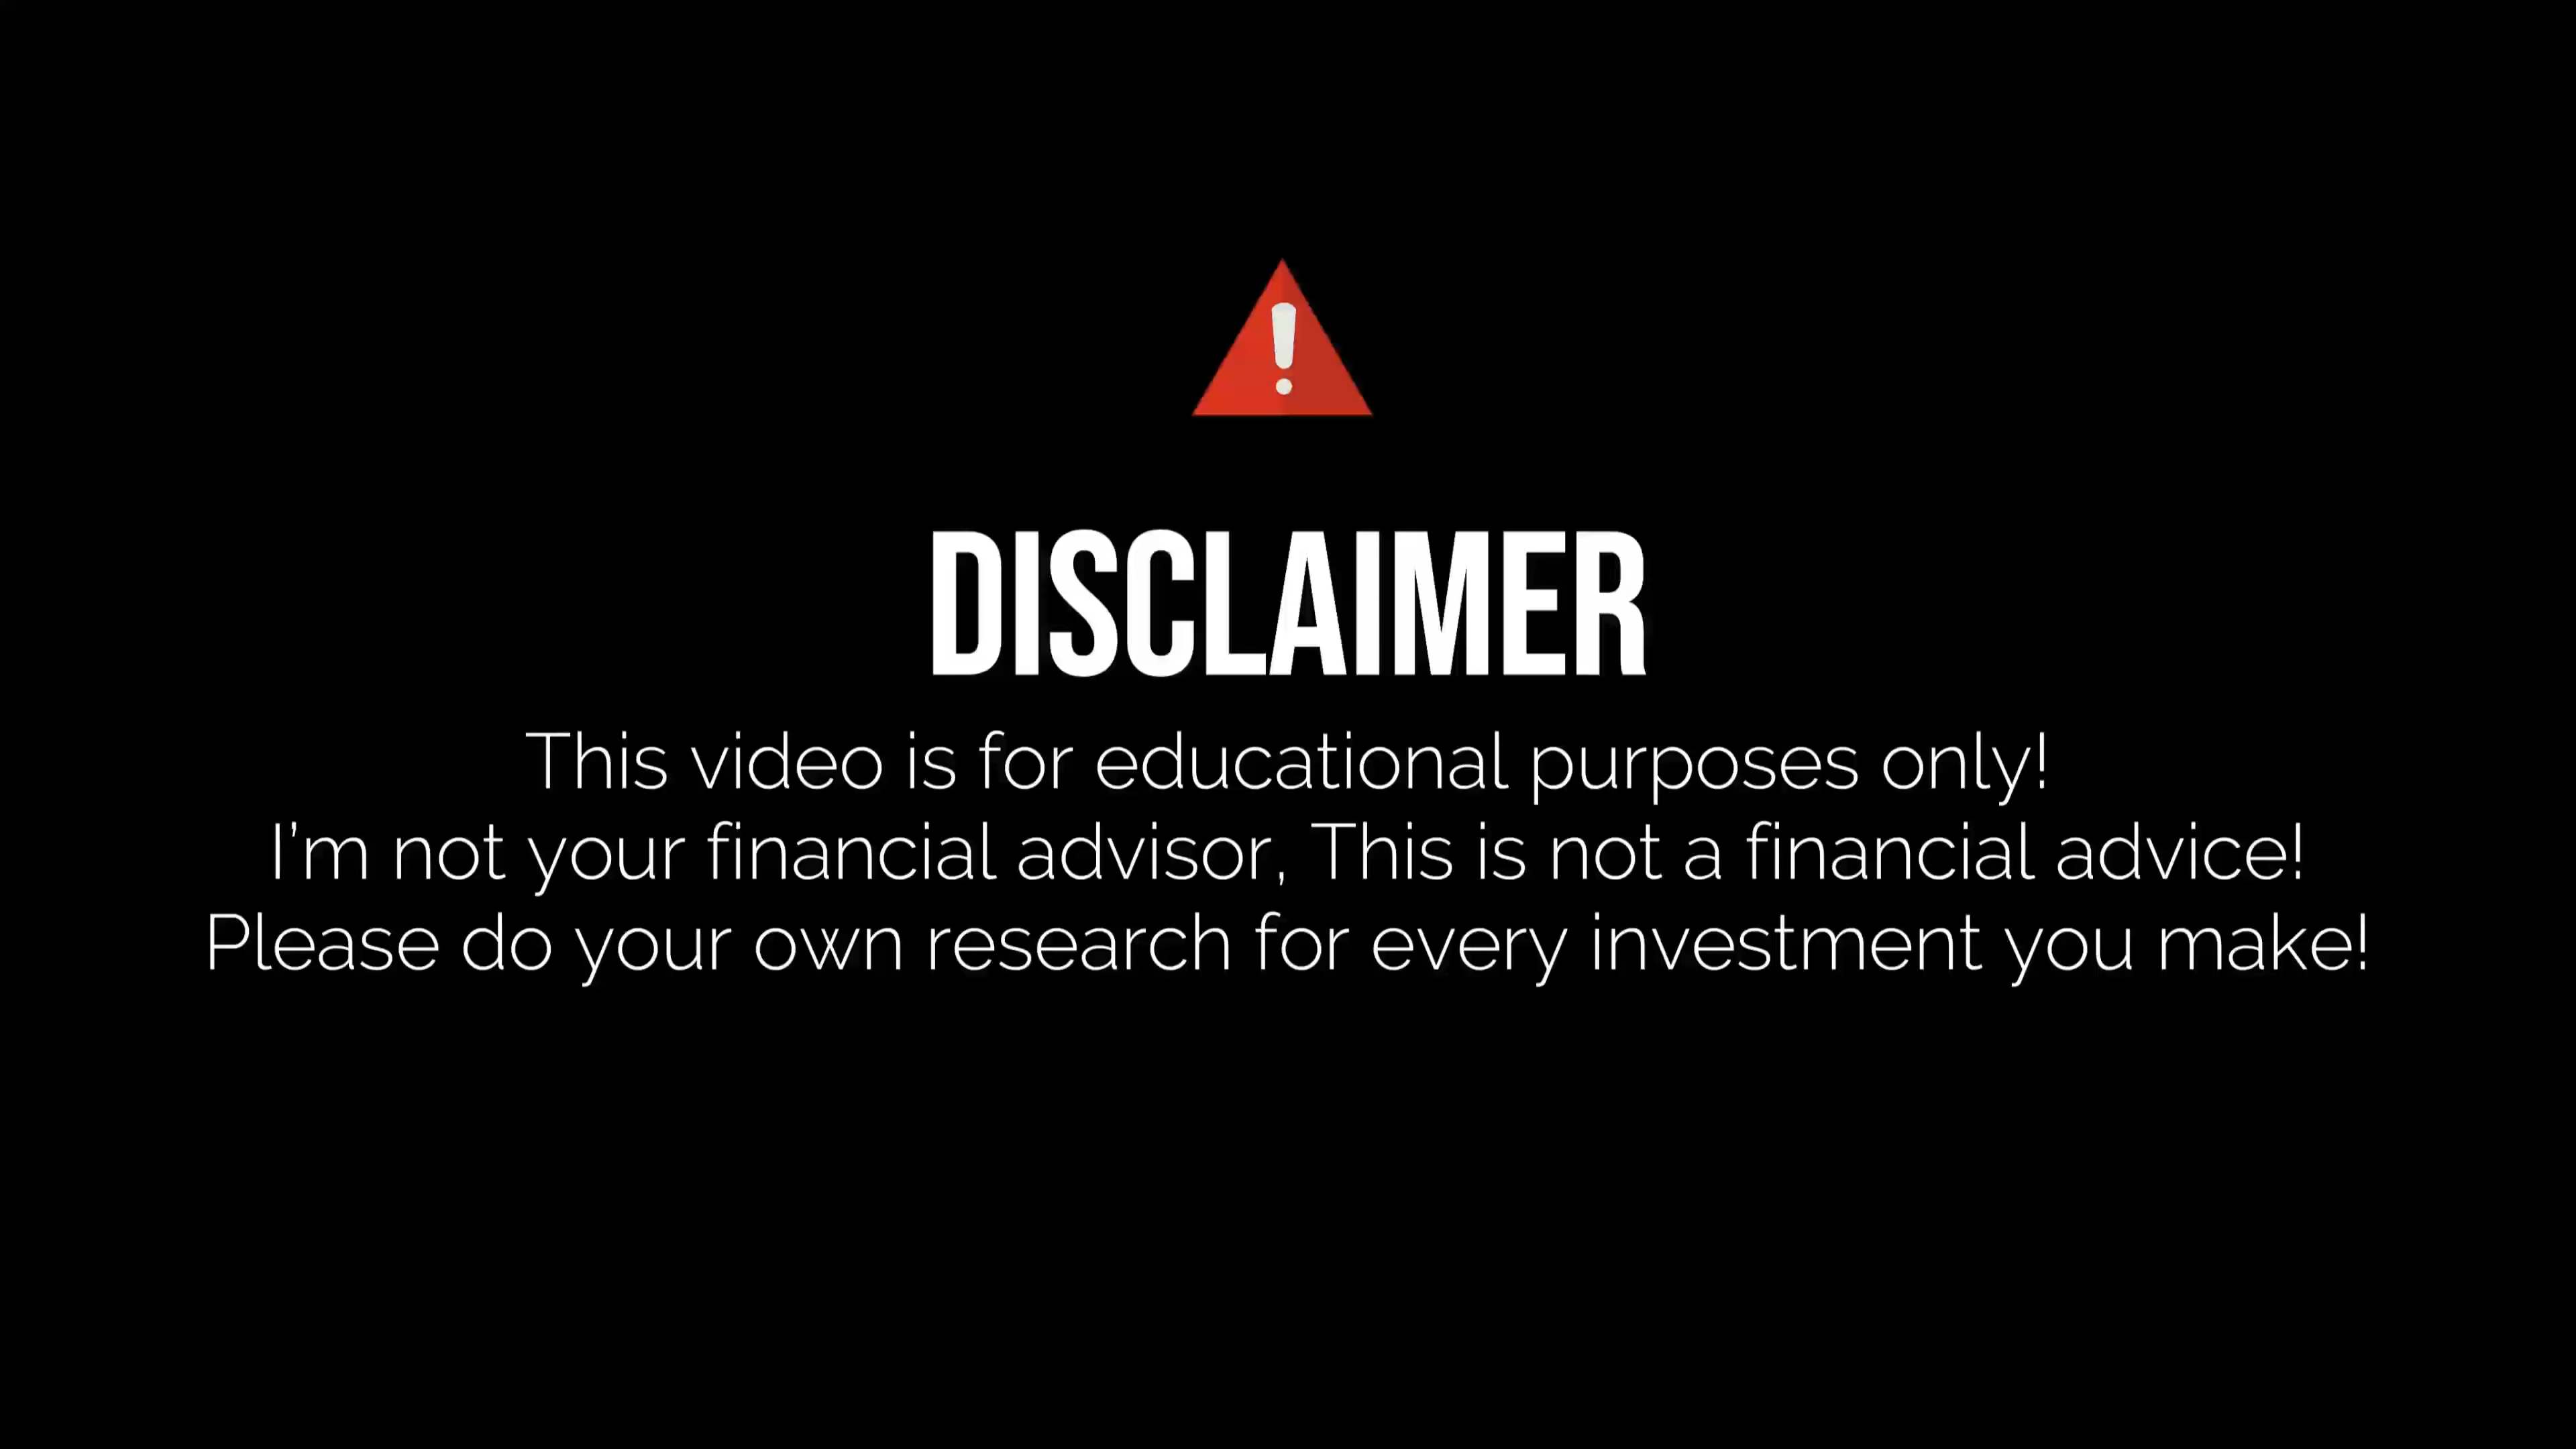 DISCLAIMER
This video is for educational purposes only!
I'm not your financial advisor, This is not a financial advice!
Please do your own research for every investment you make!